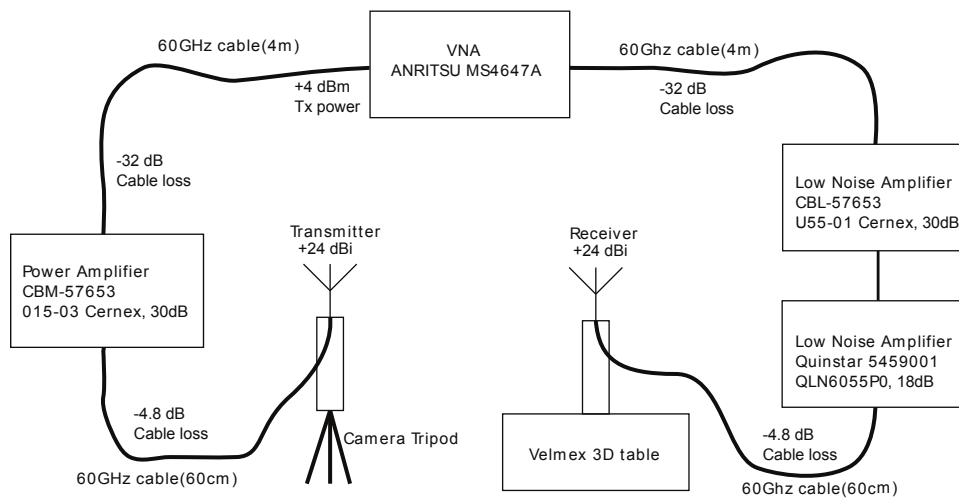 60GHz cable(4m)
VNA
ANRITSU MS4647A
60Ghz cable(4m)
+4 dBm
Tx power
-32 dB
Cable loss
-32 dB
Cable loss
Low Noise Amplifier
CBL-57653
U55-01 Cernex, 30dB
Transmitter
+24 dBi
Receiver
+24 dBi
Power Amplifier
CBM-57653
015-03 Cernex, 30dB
Low Noise Amplifier
Quinstar 5459001
QLN6055P0, 18dB
-4.8 dB
Cable loss
Camera Tripod
Velmex 3D table
-4.8 dB
Cable loss
60GHz cable(60cm)
60Ghz cable(60cm)